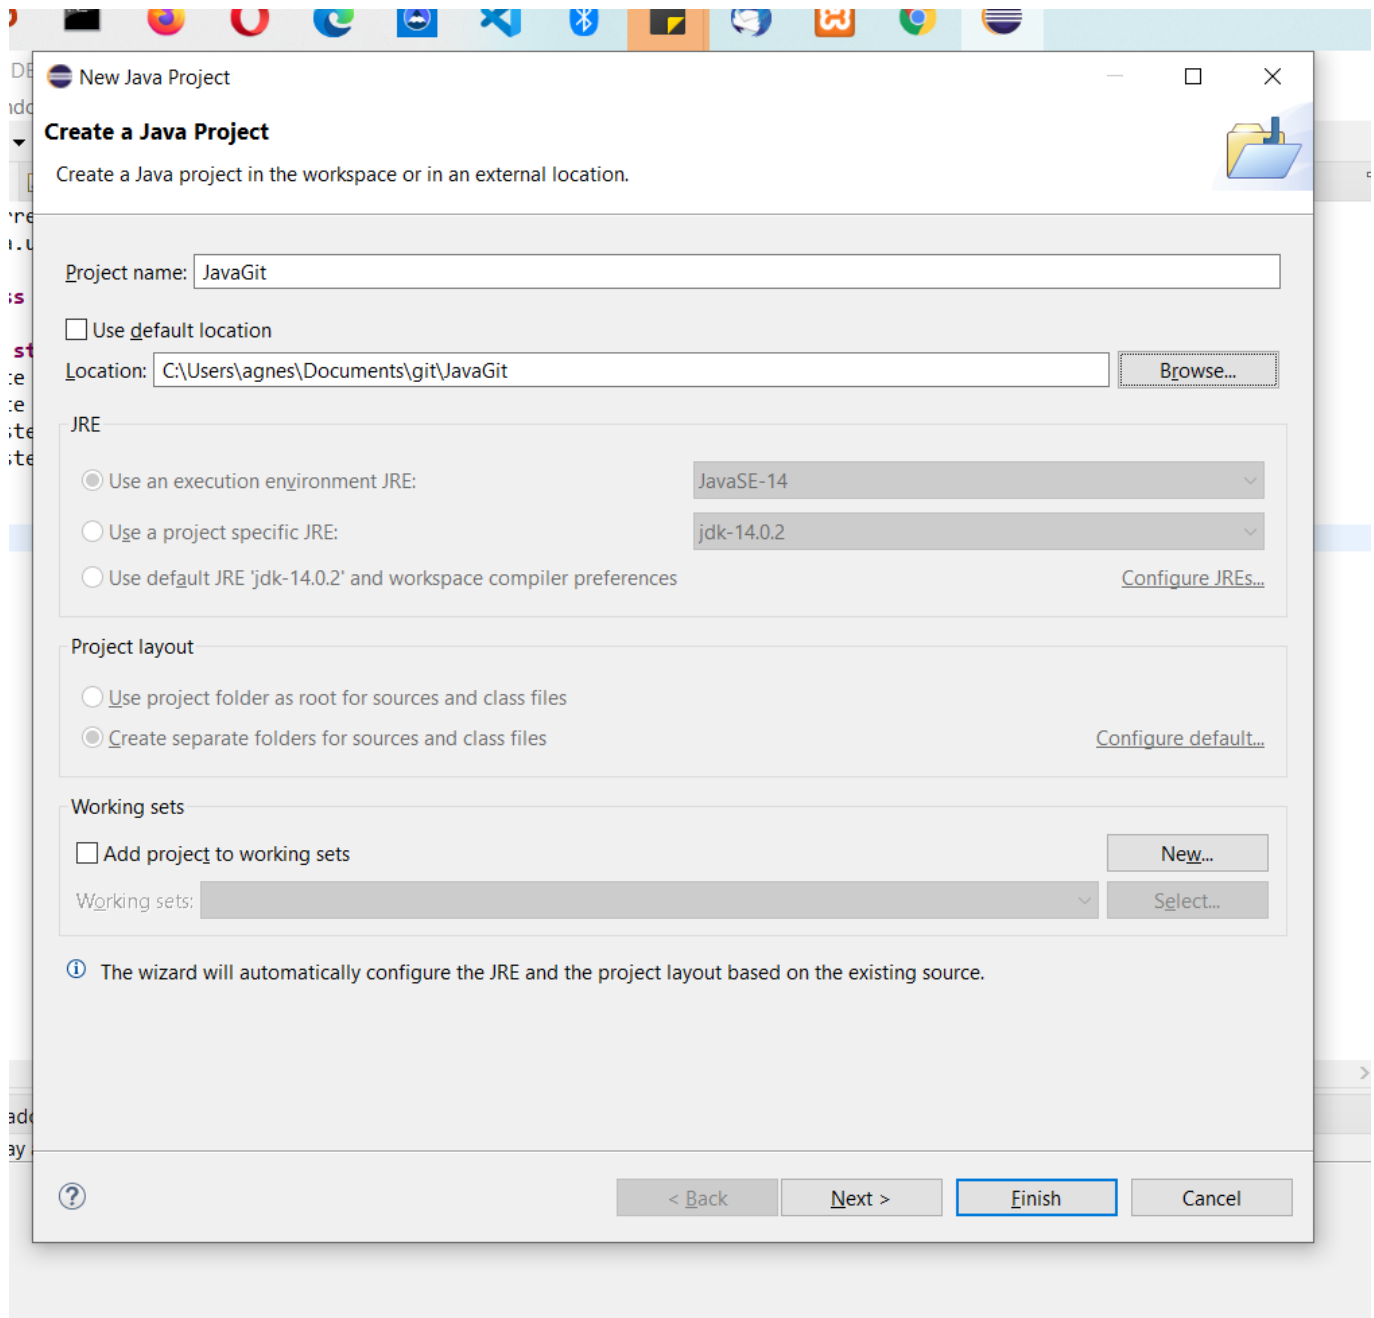 New Java Project
Create a Java Project
Create a Java project in the workspace or in an external location.
Project name: JavaGit
Use default location
Location: C:\Users\agnes\Documents\git\JavaGit Browse...
JRE
Use an execution environment JRE: JavaSE-14
Use a project specific JRE: jdk-14.0.2
Use default JRE 'jdk-14.0.2' and workspace compiler preferences Configure JREs...
Project layout
Use project folder as root for sources and class files
Create separate folders for sources and class files Configure default...
Working sets
Add project to working sets New...
Working sets: Select...
The wizard will automatically configure the JRE and the project layout based on the existing source.
< Back Next > Finish Cancel